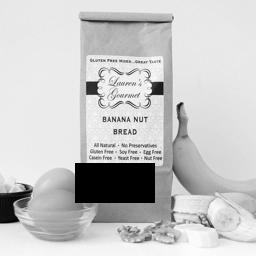 Gluten Free Mixes...Great Taste
Lauren's
Gourmet
BANANA NUT
BREAD
All Natural - No Preservatives
Gluten Free - Soy Free - Egg Free
Casein Free - Yeast Free - Nut Free